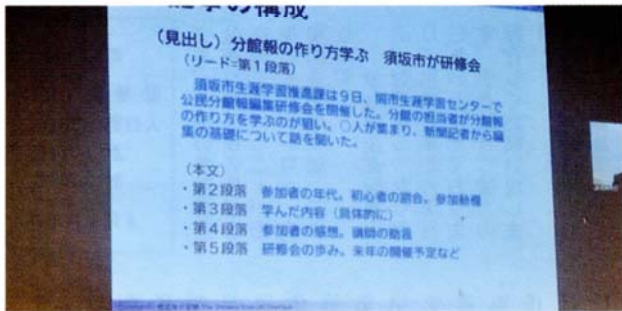 の構成
（見出し）分館報の作り方学ぶ　須坂市が研修会
（リード=第１段落）
須坂市生涯学習推進課は９日、同市生涯学習センターで
公民分館報編集研修会を開催した。分館の担当者が分館報
の作り方を学ぶのが狙い。○人が集まり、新聞記者から編
集の基礎について話を聞いた。
（本文）
・第２段落　参加者の年代、初心者の割合、参加動機
・第３段落　学んだ内容（具体的に）
・第４段落　参加者の感想、講師の助言
・第５段落　研修会の歩み、来年の開催予定など